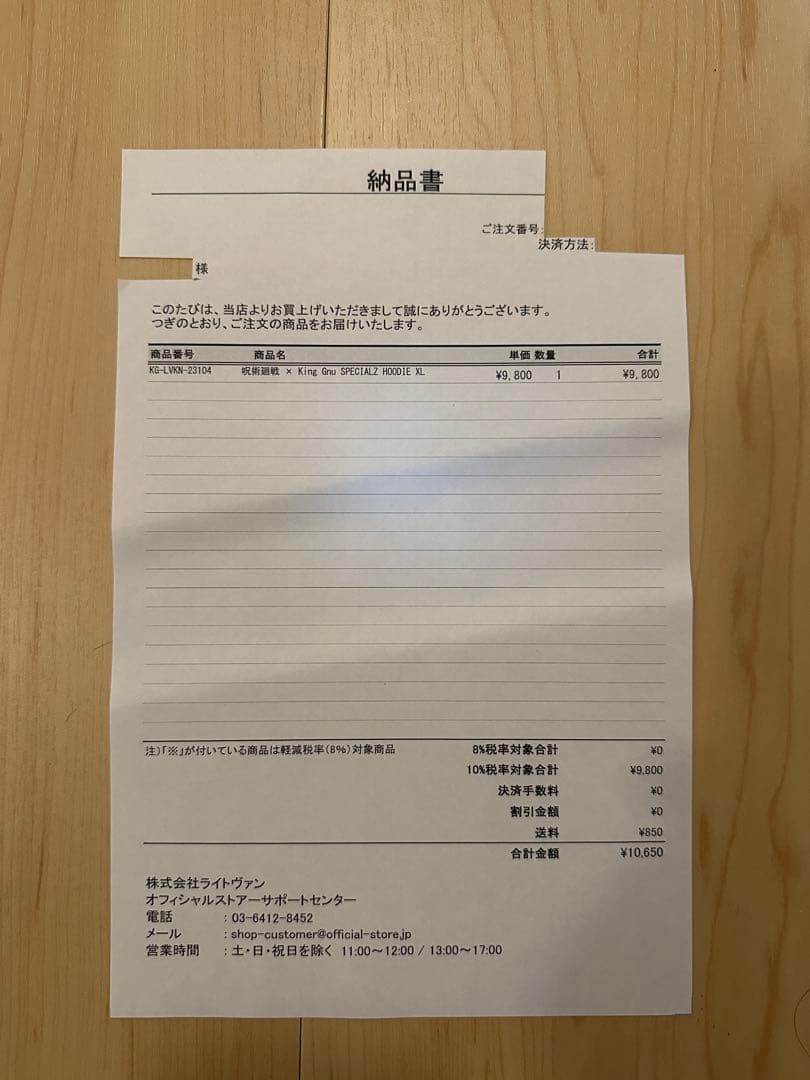 納品書
ご注文番号:
決済方法:
様
このたびは、当店よりお買上げいただきまして誠にありがとうございます。
つぎのとおり、ご注文の商品をお届けいたします。
商品番号 商品名 単価 数量 合計
KG-LVKN-23104 呪術廻戦 × King Gnu SPECIALZ HOODIE XL ¥9,800 1 ¥9,800
注)「※」が付いている商品は軽減税率(8%)対象商品 8%税率対象合計 ¥0
10%税率対象合計 ¥9,800
決済手数料 ¥0
割引金額 ¥0
送料 ¥850
合計金額 ¥10,650
株式会社ライトヴァン
オフィシャルストアーサポートセンター
電話 : 03-6412-8452
メール : shop-customer@official-store.jp
営業時間 : 土・日・祝日を除く 11:00～12:00 / 13:00～17:00